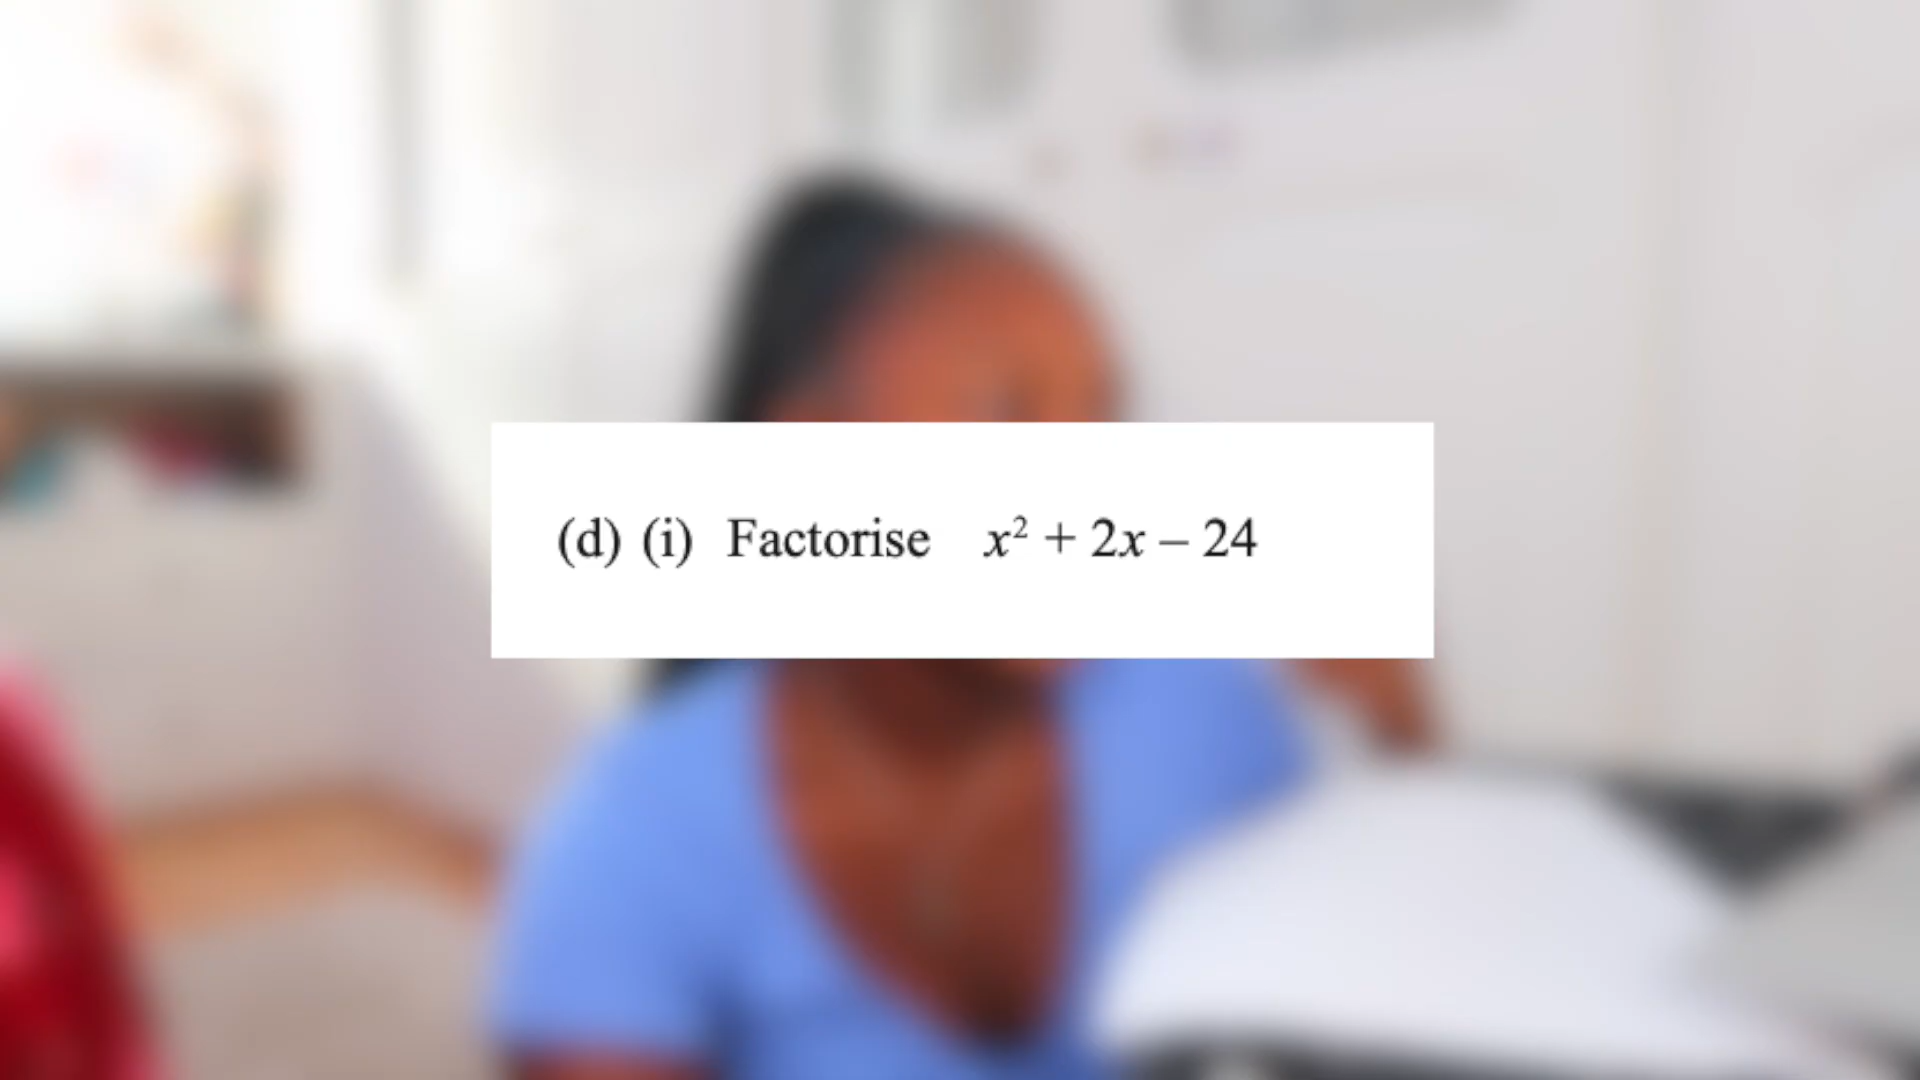 (d) (i) Factorise x² + 2x – 24